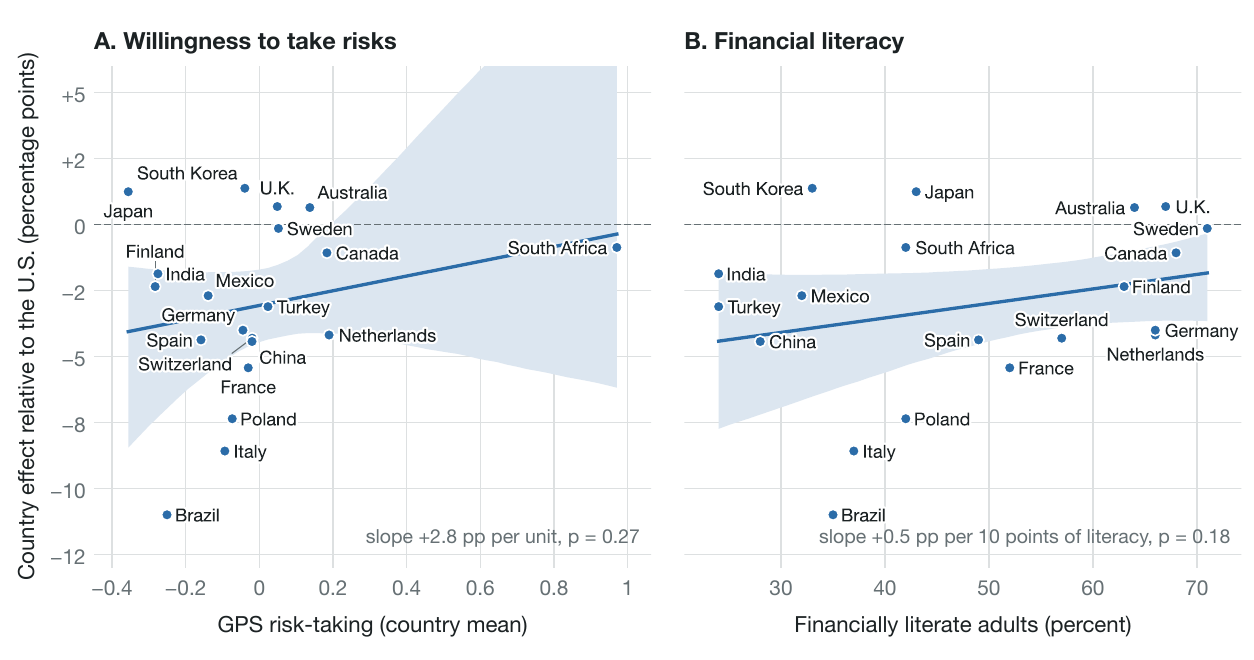 A. Willingness to take risks
B. Financial literacy
Country effect relative to the U.S. (percentage points)
+5
+2
0
−2
−5
−8
−10
−12
South Korea
U.K.
Australia
Japan
Sweden
Finland
India
Canada
South Africa
Mexico
Germany
Turkey
Spain
Netherlands
Switzerland
China
France
Poland
Italy
Brazil
slope +2.8 pp per unit, p = 0.27
−0.4
−0.2
0
0.2
0.4
0.6
0.8
1
GPS risk-taking (country mean)
South Korea
Japan
Australia
U.K.
Sweden
South Africa
Canada
India
Finland
Mexico
Turkey
Switzerland
Germany
China
Spain
Netherlands
France
Poland
Italy
Brazil
slope +0.5 pp per 10 points of literacy, p = 0.18
30
40
50
60
70
Financially literate adults (percent)